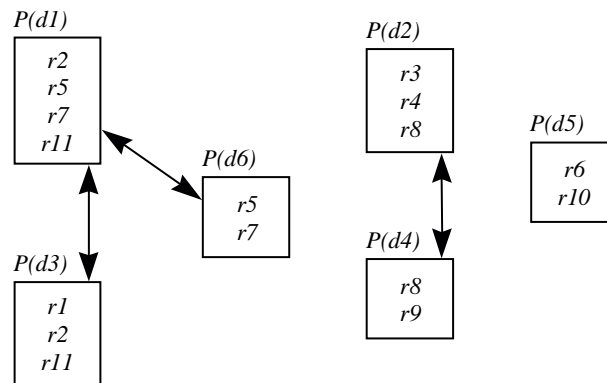 P(d1)
r2
r5
r7
r11
P(d6)
r5
r7
P(d3)
r1
r2
r11
P(d2)
r3
r4
r8
P(d4)
r8
r9
P(d5)
r6
r10